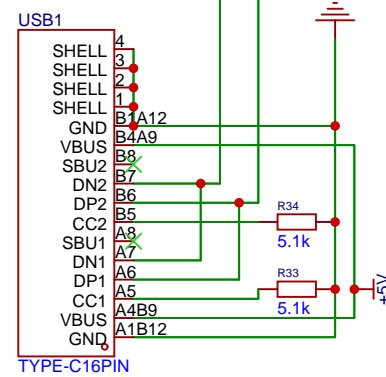 USB1
SHELL 4
SHELL 3
SHELL 2
SHELL 1
GND B1A12
VBUS B4A9
SBU2 B8
DN2 B7
DP2 B6
CC2 B5
SBU1 A8
DN1 A7
DP1 A6
CC1 A5
VBUS A4B9
GND A1B12
TYPE-C16PIN
R34
5.1k
R33
5.1k
+5V